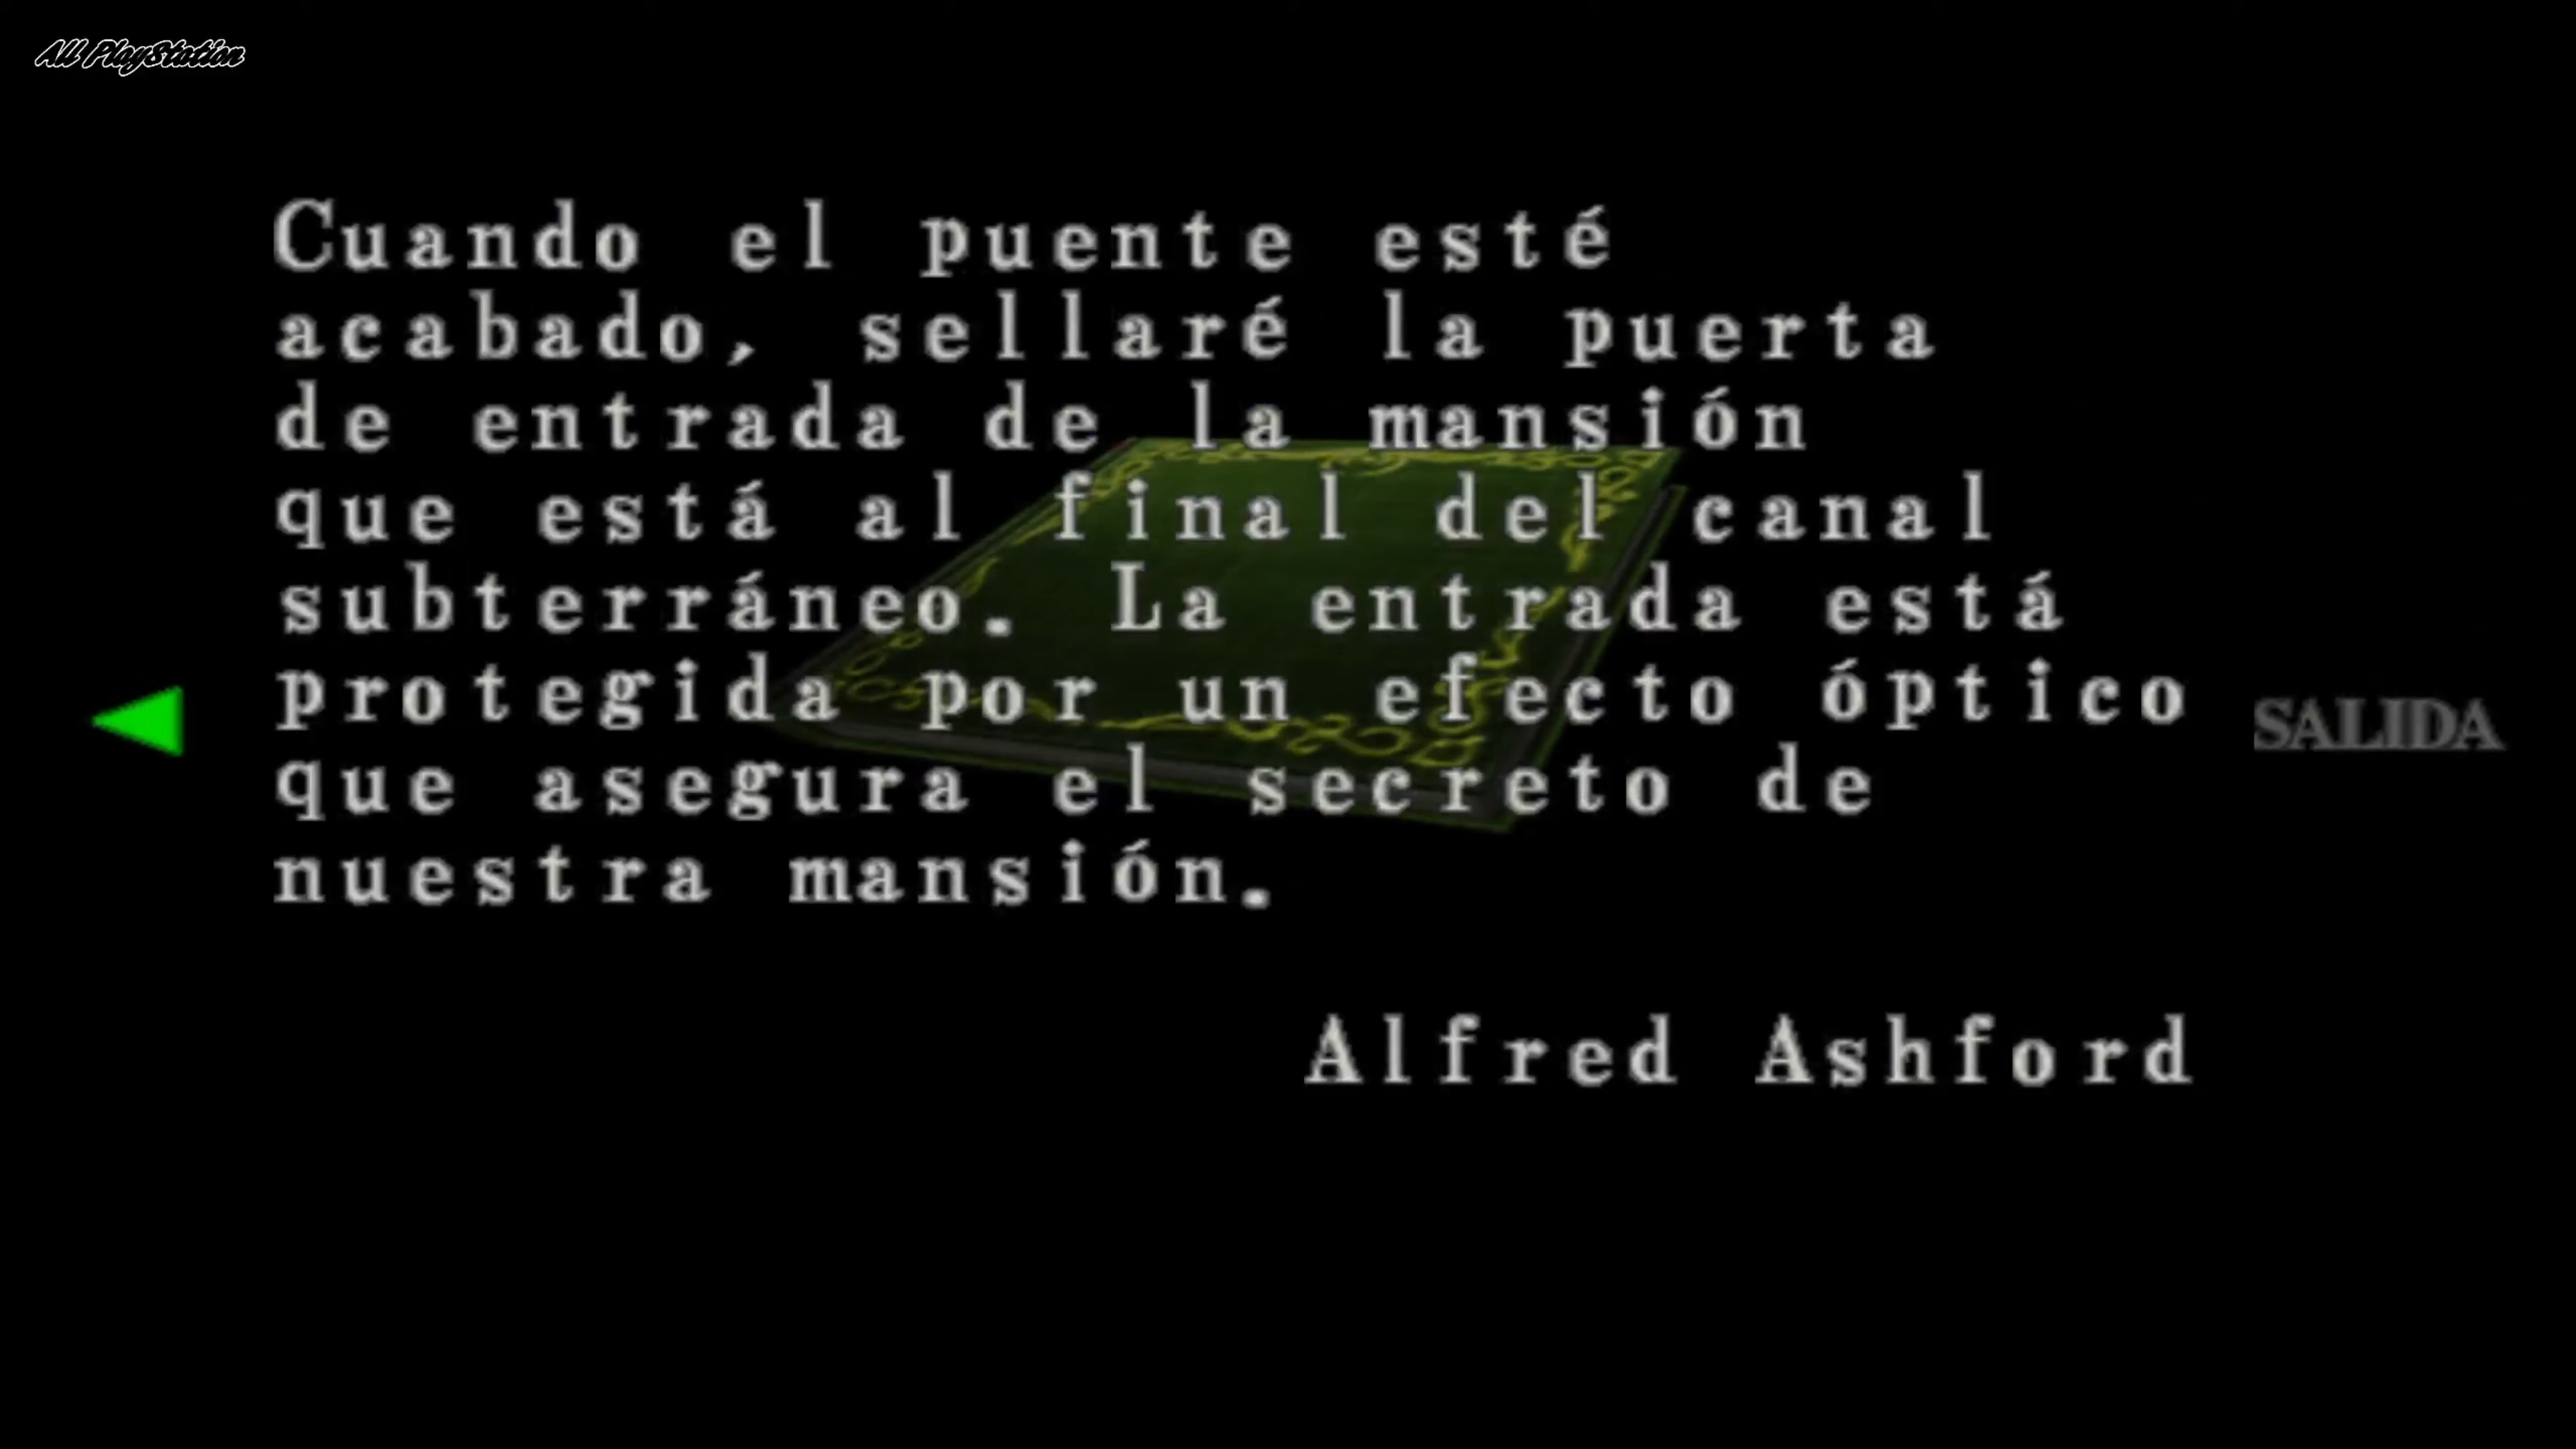 All PlayStation
Cuando el puente esté
acabado, sellaré la puerta
de entrada de la mansión
que está al final del canal
subterráneo. La entrada está
protegida por un efecto óptico
que asegura el secreto de
nuestra mansión.
Alfred Ashford
SALIDA